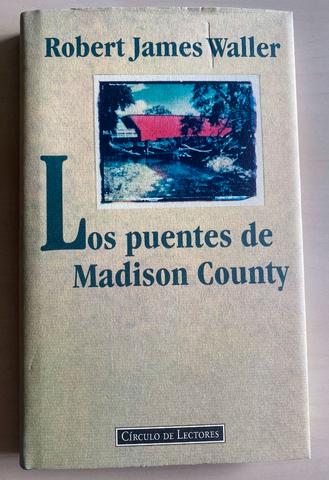 Robert James Waller
Los puentes de
Madison County
CÍRCULO DE LECTORES